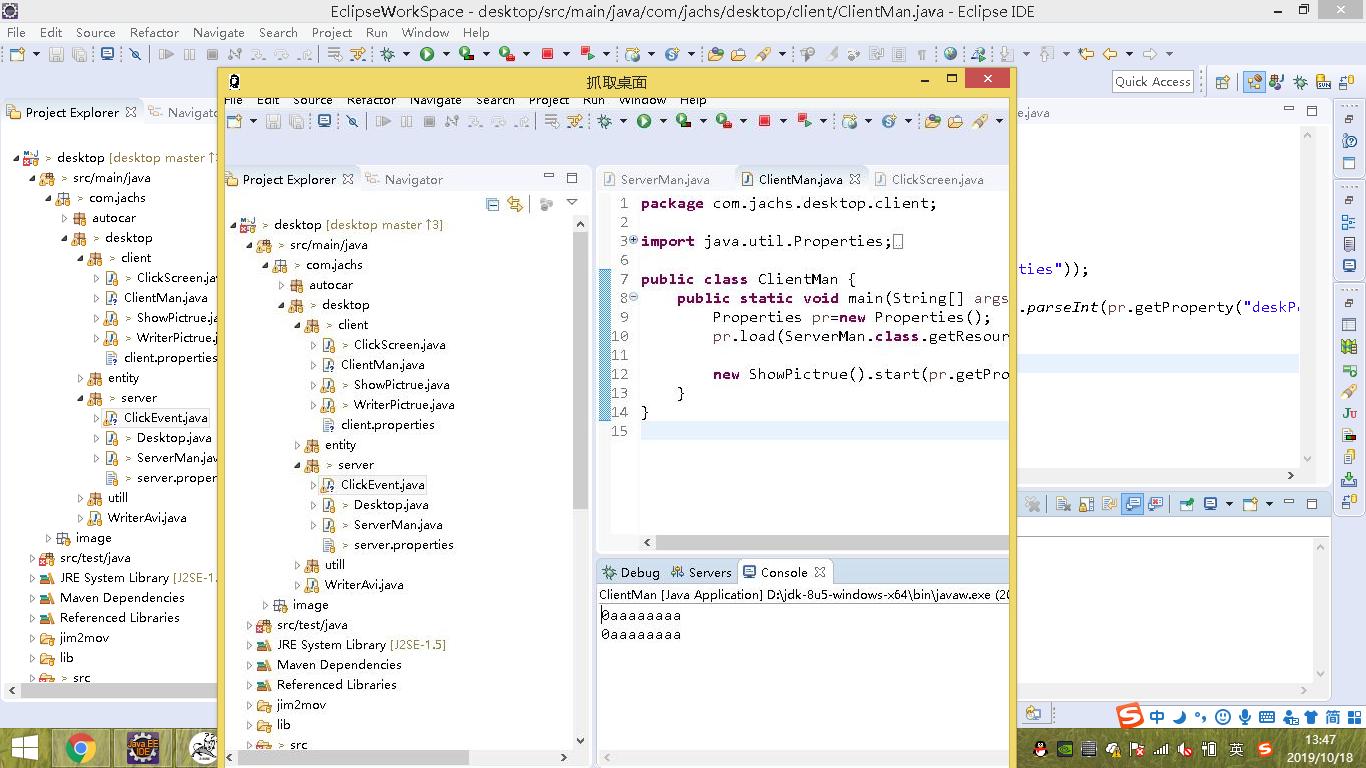 EclipseWorkSpace - desktop/src/main/java/com/jachs/desktop/client/ClientMan.java - Eclipse IDE
File Edit Source Refactor Navigate Search Project Run Window Help
Quick Access
Project Explorer
> desktop [desktop master
> src/main/java
> com.jachs
autocar
> desktop
> client
> ClickScreen.ja
ClientMan.java
> ShowPictrue.ja
> WriterPictrue.j
client.properties
entity
> server
ClickEvent.java
> Desktop.java
> ServerMan.jav
> server.proper
utill
WriterAvi.java
image
src/test/java
JRE System Library [J2SE-1.
Maven Dependencies
Referenced Libraries
jim2mov
lib
> src
抓取桌面
File Edit Source Refactor Navigate Search Project Run Window Help
Project Explorer
Navigator
> desktop [desktop master ↑3]
> src/main/java
> com.jachs
autocar
> desktop
> client
> ClickScreen.java
ClientMan.java
> ShowPictrue.java
> WriterPictrue.java
client.properties
entity
> server
ClickEvent.java
> Desktop.java
> ServerMan.java
> server.properties
utill
WriterAvi.java
image
src/test/java
JRE System Library [J2SE-1.5]
Maven Dependencies
Referenced Libraries
jim2mov
lib
> src
ServerMan.java
ClientMan.java
ClickScreen.java
1 package com.jachs.desktop.client;
2
3 import java.util.Properties;
6
7 public class ClientMan {
8 public static void main(String[] args
9 Properties pr=new Properties();
10 pr.load(ServerMan.class.getResour
11
12 new ShowPictrue().start(pr.getPro
13 }
14 }
15
Debug
Servers
Console
ClientMan [Java Application] D:\jdk-8u5-windows-x64\bin\javaw.exe (20
0aaaaaaaa
0aaaaaaaa
e.java
ties"));
.parseInt(pr.getProperty("deskP
Ju
中
简
Java EE
IDE
英
13:47
2019/10/18